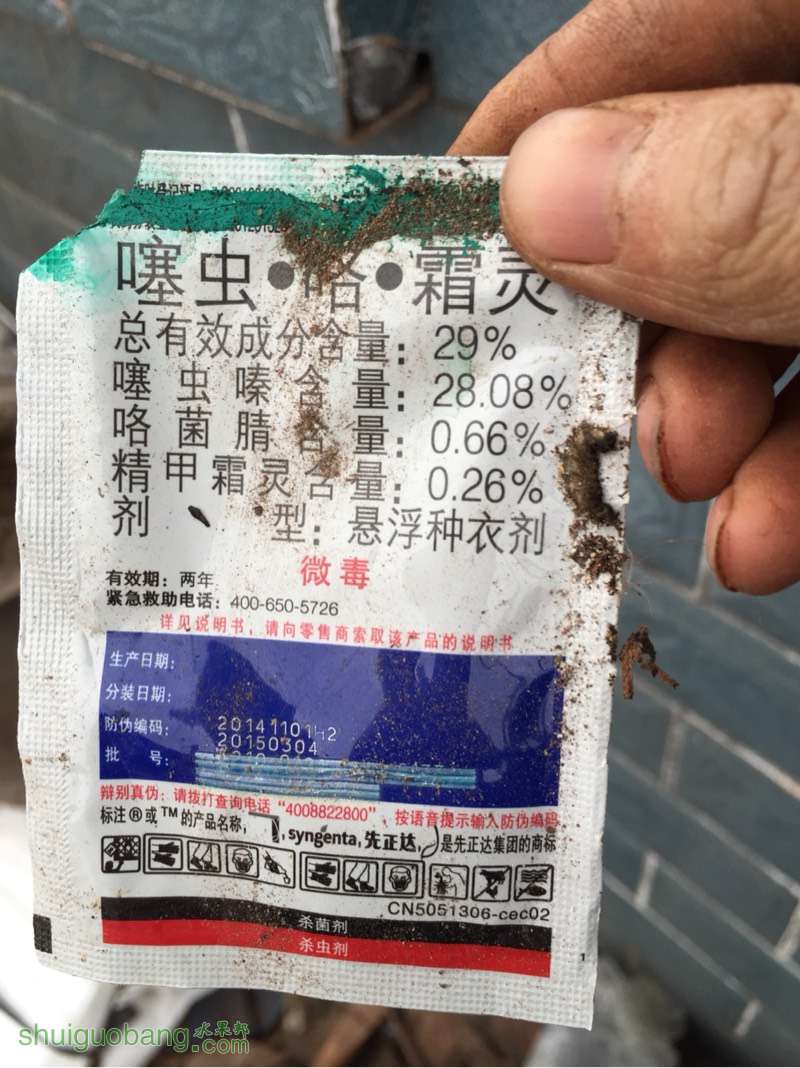 噻虫•咯•霜灵
总有效成分含量：29%
噻虫嗪含量：28.08%
咯菌腈含量：0.66%
精甲霜灵含量：0.26%
剂型：悬浮种衣剂
微毒
有效期：两年
紧急救助电话：400-650-5726
详见说明书，请向零售商索取该产品的说明书
生产日期：
分装日期：
防伪编码：20141101H2
批号：20150304
辩别真伪：请拨打查询电话“4008822800”，按语音提示输入防伪编码
标注®或™的产品名称，syngenta,先正达，是先正达集团的商标
CN5051306-cec02
杀菌剂
杀虫剂
1
shuiguobang.com
水果邦